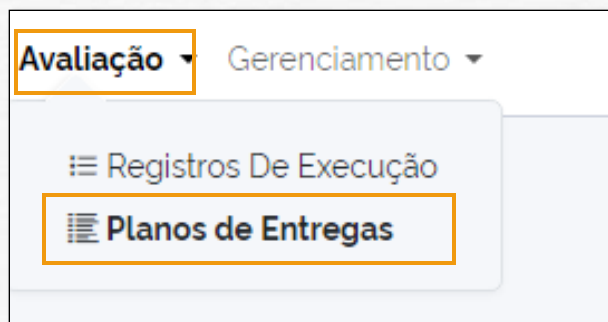 Avaliação Gerenciamento
Registros De Execução
Planos de Entregas